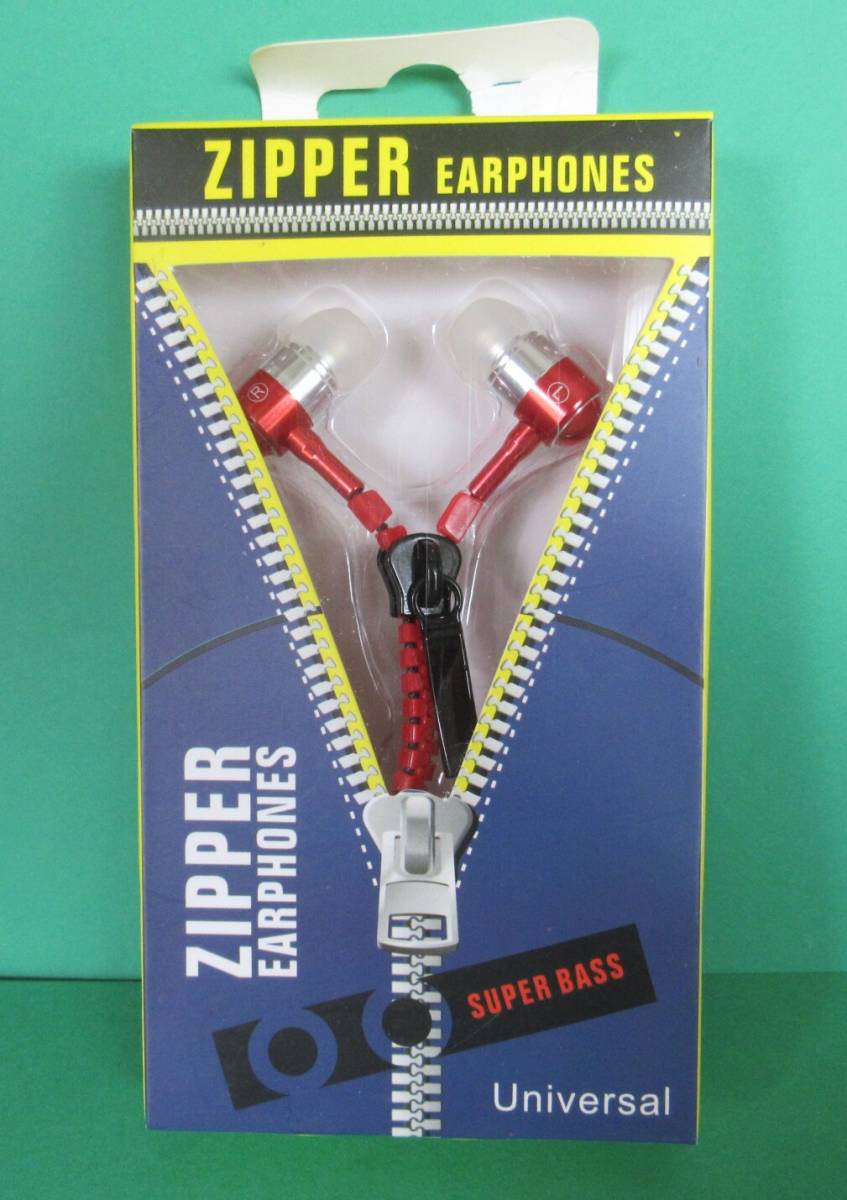 ZIPPER EARPHONES
R
L
ZIPPER
EARPHONES
SUPER BASS
Universal